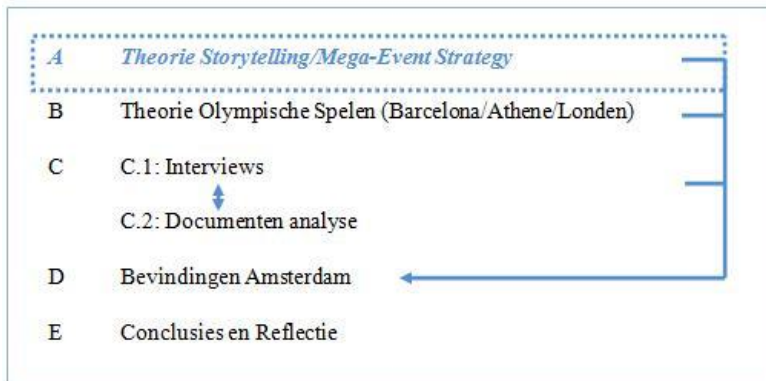 A Theorie Storytelling/Mega-Event Strategy
B Theorie Olympische Spelen (Barcelona/Athene/Londen)
C C.1: Interviews
C.2: Documenten analyse
D Bevindingen Amsterdam
E Conclusies en Reflectie